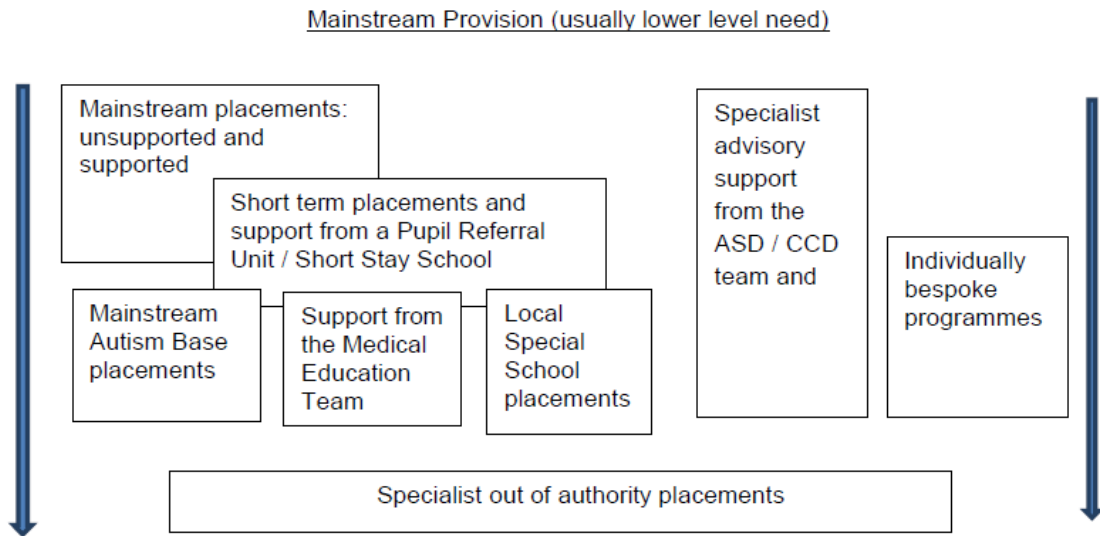 Mainstream Provision (usually lower level need)
Mainstream placements:
unsupported and
supported
Short term placements and
support from a Pupil Referral
Unit / Short Stay School
Mainstream
Autism Base
placements
Support from
the Medical
Education
Team
Local
Special
School
placements
Specialist
advisory
support
from the
ASD / CCD
team and
Individually
bespoke
programmes
Specialist out of authority placements